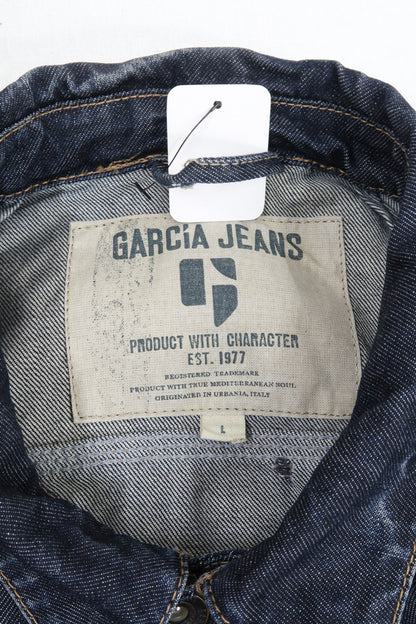 GARCIA JEANS
PRODUCT WITH CHARACTER
EST. 1977
REGISTERED TRADEMARK
PRODUCT WITH TRUE MEDITERRANEAN SOUL
ORIGINATED IN URBANIA, ITALY
L